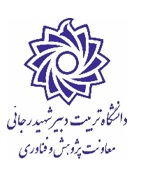 دانشگاه تربیت دبیر شهید رجائی
معاونت پژوهش و فناوری